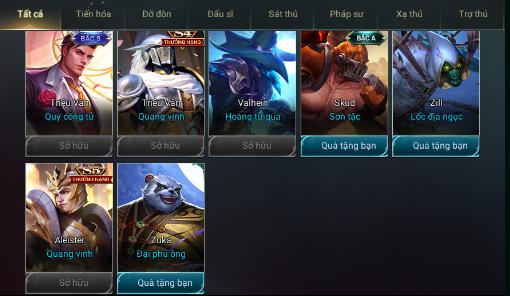 Tất cả
Tiến hóa
Đỡ đòn
Đấu sĩ
Sát thủ
Pháp sư
Xạ thủ
Trợ thủ
BẬC S
S4
THƯỞNG HẠNG
BẬC A
Triệu Vân
Triệu Vân
Valhein
Skud
Zill
Quý công tử
Quang vinh
Hoàng tử quạ
Sơn tặc
Lốc địa ngục
Sở hữu
Sở hữu
Sở hữu
Quà tặng bạn
Quà tặng bạn
S5
THƯỞNG HẠNG
Aleister
Zuka
Quang vinh
Đại phú ông
Sở hữu
Quà tặng bạn